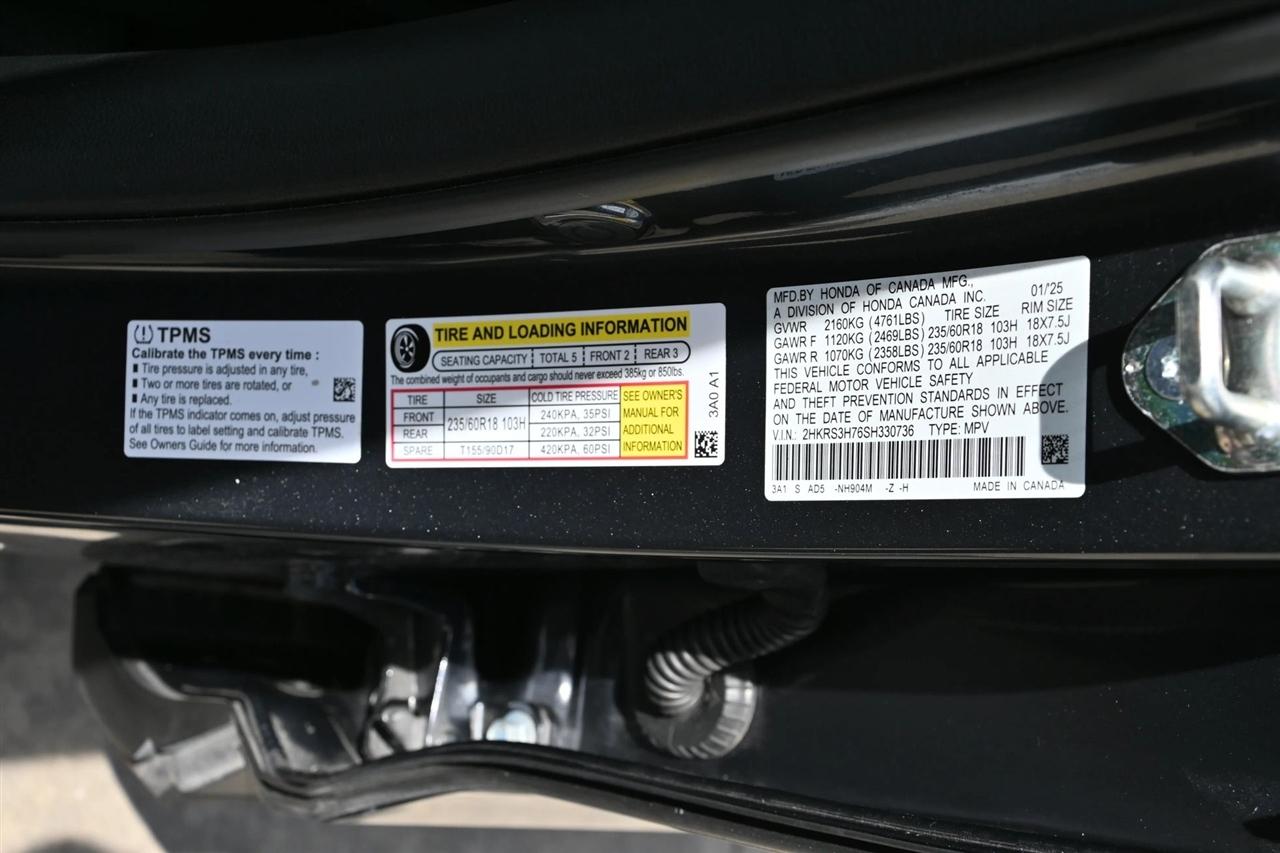 TPMS
Calibrate the TPMS every time :
■ Tire pressure is adjusted in any tire,
■ Two or more tires are rotated, or
■ Any tire is replaced.
If the TPMS indicator comes on, adjust pressure
of all tires to label setting and calibrate TPMS.
See Owners Guide for more information.
TIRE AND LOADING INFORMATION
SEATING CAPACITY TOTAL 5 FRONT 2 REAR 3
The combined weight of occupants and cargo should never exceed 385kg or 850lbs.
TIRE SIZE COLD TIRE PRESSURE
FRONT 235/60R18 103H 240KPA, 35PSI
REAR 220KPA, 32PSI
SPARE T155/90D17 420KPA, 60PSI
SEE OWNER'S
MANUAL FOR
ADDITIONAL
INFORMATION
3A0 A1
MFD.BY HONDA OF CANADA MFG.,
A DIVISION OF HONDA CANADA INC. 01/'25
GVWR 2160KG (4761LBS) TIRE SIZE RIM SIZE
GAWR F 1120KG (2469LBS) 235/60R18 103H 18X7.5J
GAWR R 1070KG (2358LBS) 235/60R18 103H 18X7.5J
THIS VEHICLE CONFORMS TO ALL APPLICABLE
FEDERAL MOTOR VEHICLE SAFETY
AND THEFT PREVENTION STANDARDS IN EFFECT
ON THE DATE OF MANUFACTURE SHOWN ABOVE.
V.I.N.: 2HKRS3H76SH330736 TYPE: MPV
3A1 S AD5 -NH904M -Z -H MADE IN CANADA